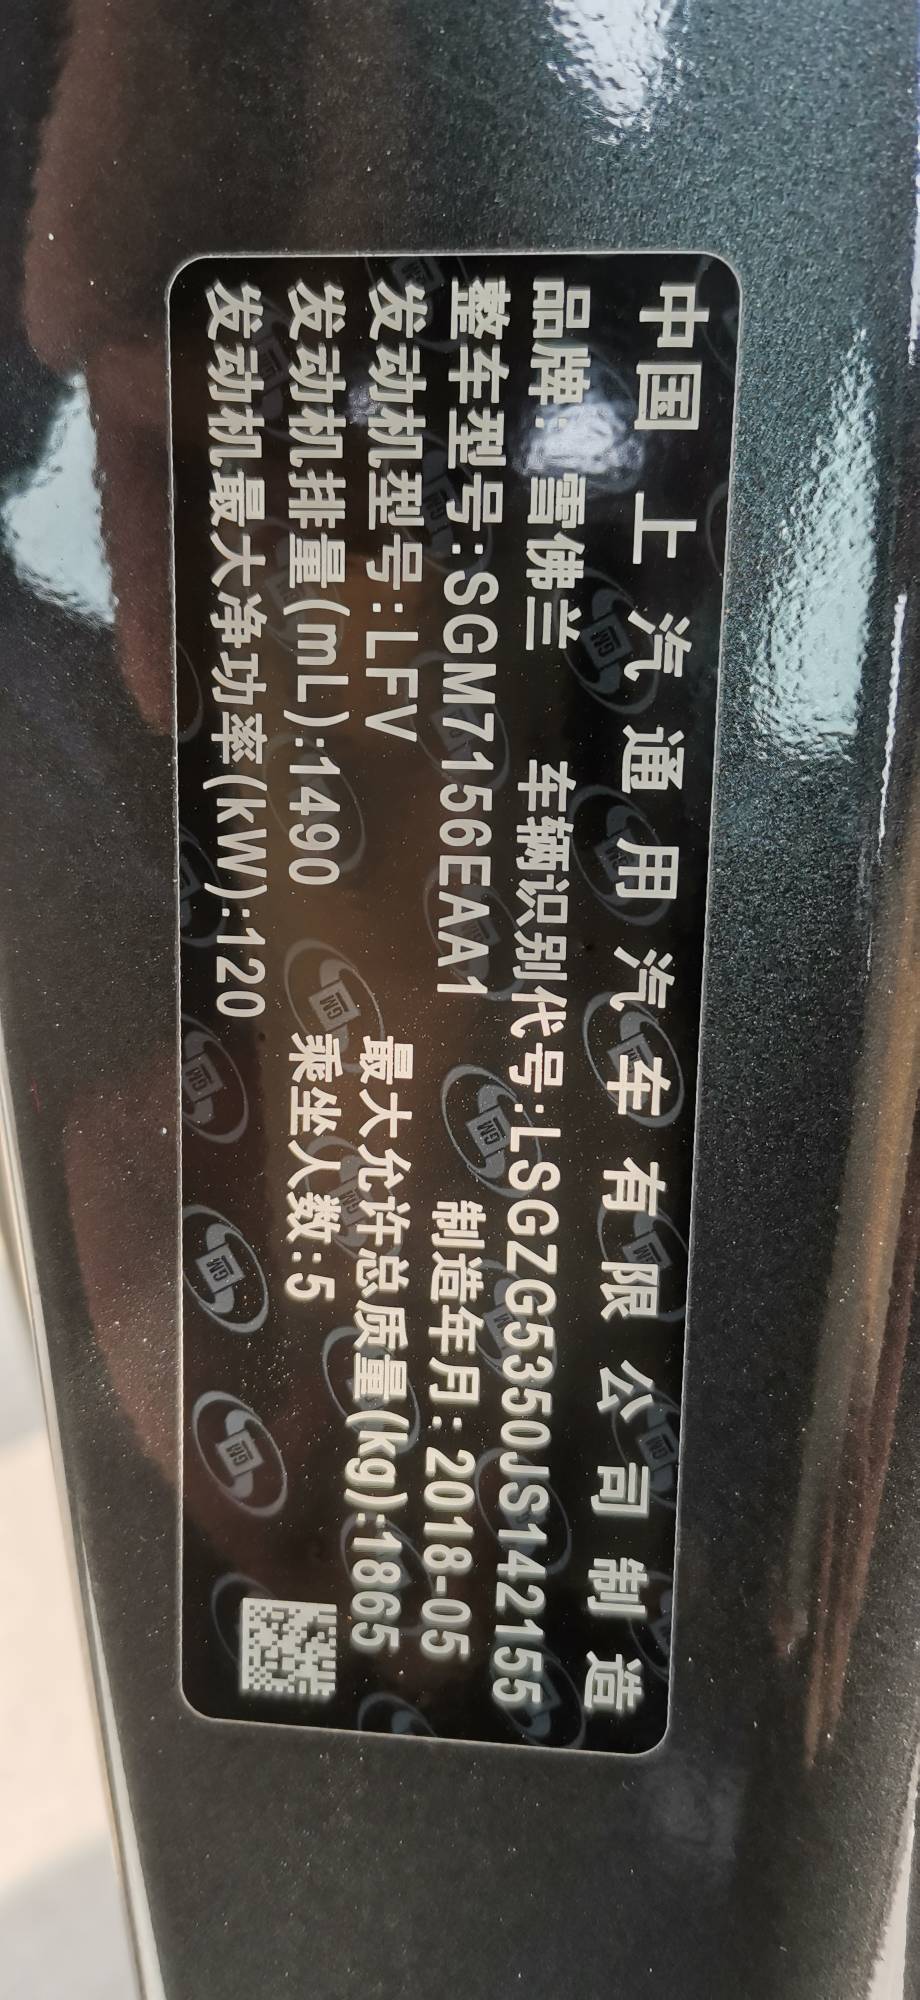 中国上汽通用汽车有限公司制造
品牌: 雪佛兰 车辆识别代号:LSGZG5350JS142155
整车型号:SGM7156EAA1 制造年月:2018-05
发动机型号:LFV 最大允许总质量(kg):1865
发动机排量(mL):1490 乘坐人数:5
发动机最大净功率(kW):120